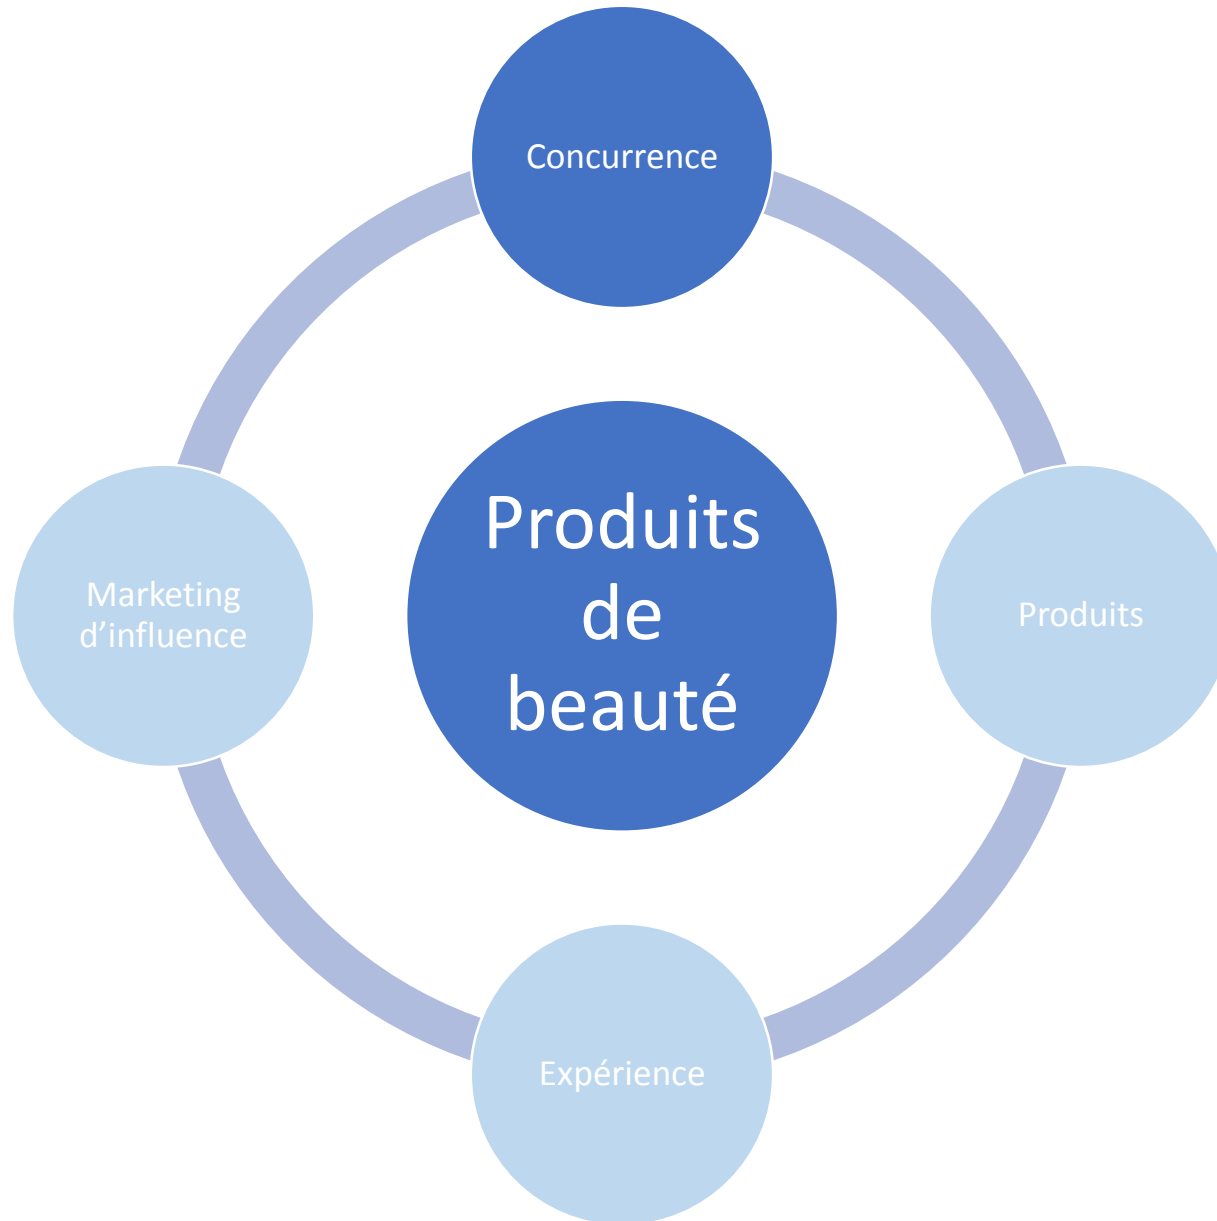 Concurrence
Produits
de
beauté
Marketing
d’influence
Produits
Expérience